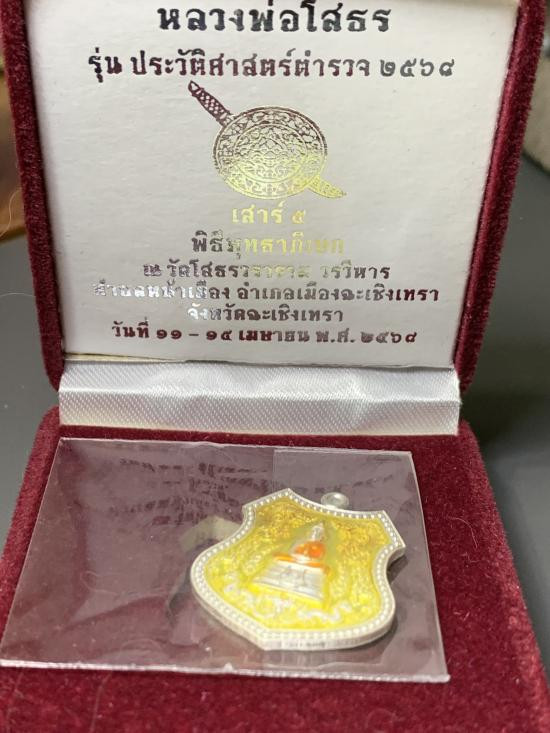 หลวงพ่อโสธร
รุ่น ประวัติศาสตร์ตำรวจ ๒๕๖๘
เสาร์ ๕
พิธีพุทธาภิเษก
ณ วัดโสธรวราราม วรวิหาร
ตำบลหน้าเมือง อำเภอเมืองฉะเชิงเทรา
จังหวัดฉะเชิงเทรา
วันที่ ๑๑ - ๑๕ เมษายน พ.ศ. ๒๕๖๘